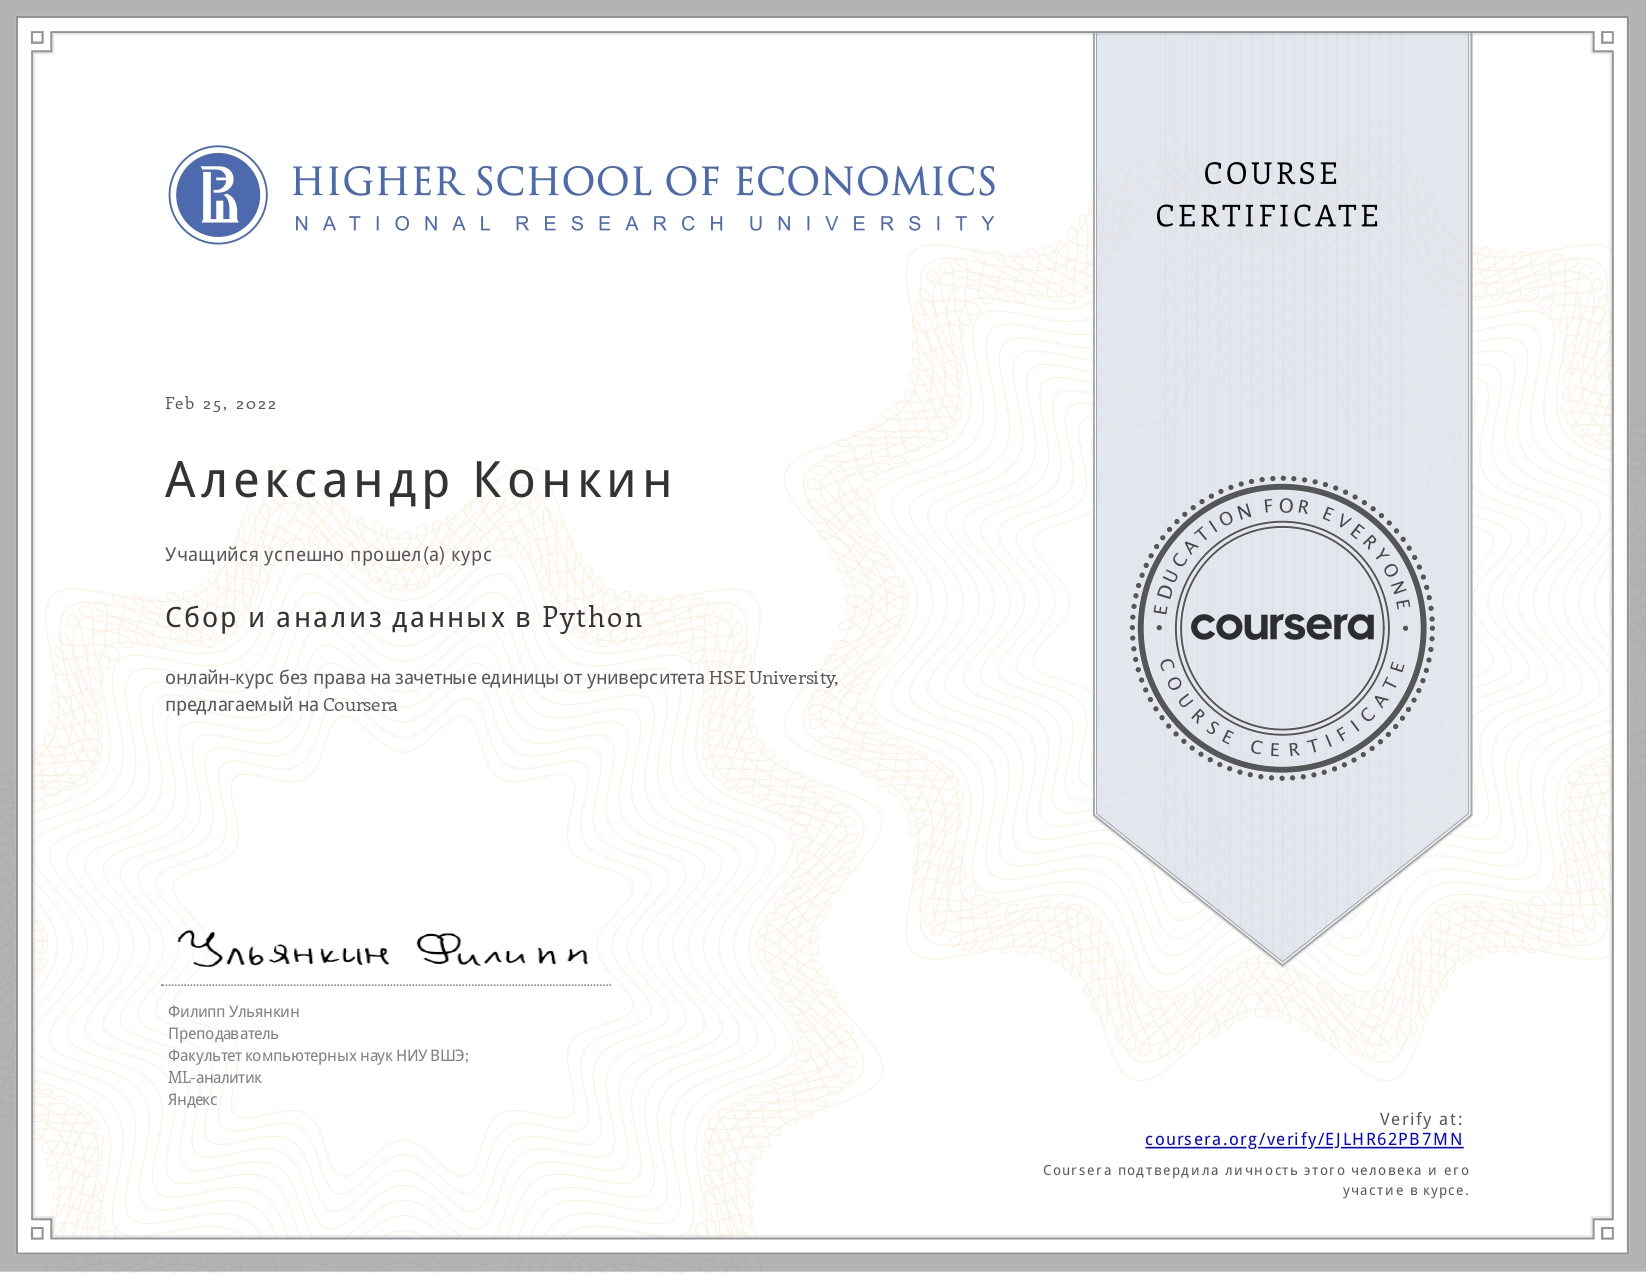 HIGHER SCHOOL OF ECONOMICS
NATIONAL RESEARCH UNIVERSITY
COURSE
CERTIFICATE
Feb 25, 2022
Александр Конкин
Учащийся успешно прошел(а) курс
Сбор и анализ данных в Python
онлайн-курс без права на зачетные единицы от университета HSE University,
предлагаемый на Coursera
EDUCATION FOR EVERYONE
coursera
COURSE CERTIFICATE
Ульянкин Филипп
Филипп Ульянкин
Преподаватель
Факультет компьютерных наук НИУ ВШЭ;
ML-аналитик
Яндекс
Verify at:
coursera.org/verify/EJLHR62PB7MN
Coursera подтвердила личность этого человека и его
участие в курсе.